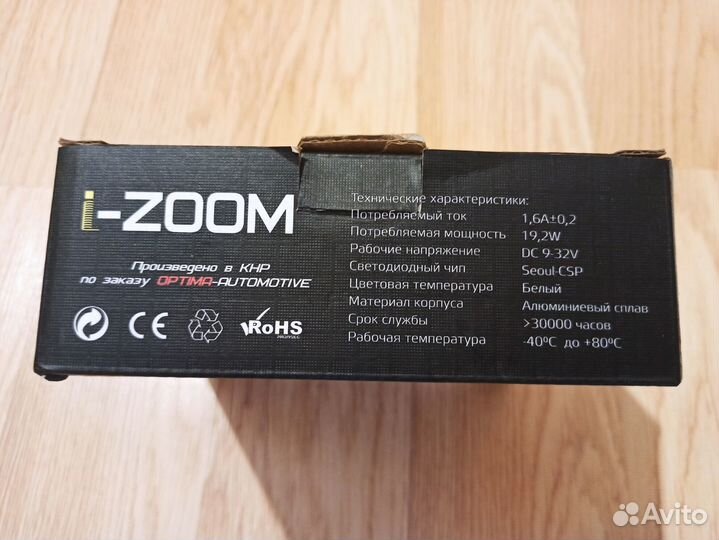 i-ZOOM
Произведено в КНР
по заказу OPTIMA-AUTOMOTIVE
CE
RoHS
Технические характеристики:
Потребляемый ток 1,6A±0,2
Потребляемая мощность 19,2W
Рабочие напряжение DC 9-32V
Светодиодный чип Seoul-CSP
Цветовая температура Белый
Материал корпуса Алюминиевый сплав
Срок службы >30000 часов
Рабочая температура -40ºC до +80ºC
Avito